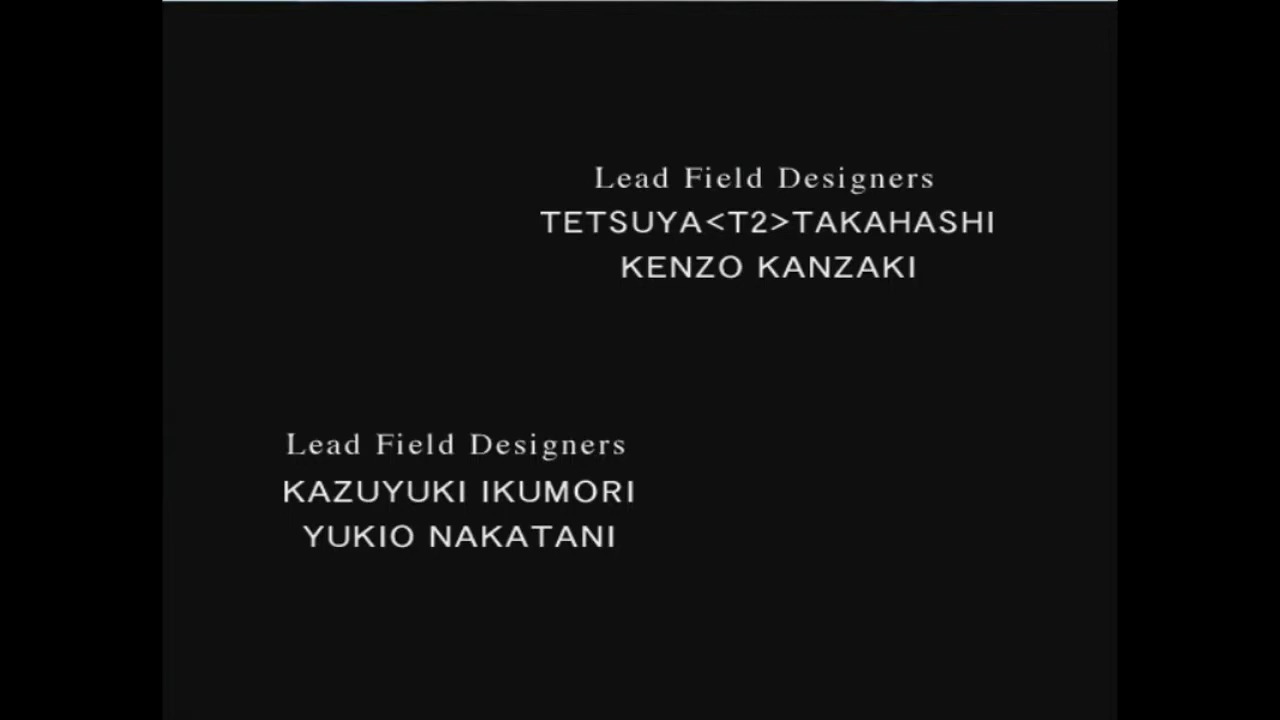 Lead Field Designers
TETSUYA<T2>TAKAHASHI
KENZO KANZAKI
Lead Field Designers
KAZUYUKI IKUMORI
YUKIO NAKATANI